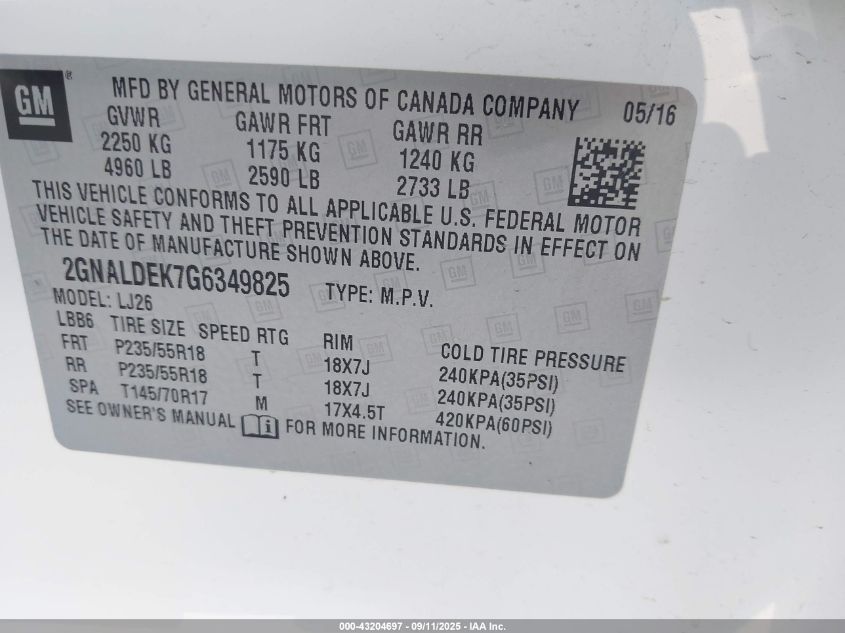 GM
MFD BY GENERAL MOTORS OF CANADA COMPANY 05/16
GVWR GAWR FRT GAWR RR
2250 KG 1175 KG 1240 KG
4960 LB 2590 LB 2733 LB
THIS VEHICLE CONFORMS TO ALL APPLICABLE U.S. FEDERAL MOTOR
VEHICLE SAFETY AND THEFT PREVENTION STANDARDS IN EFFECT ON
THE DATE OF MANUFACTURE SHOWN ABOVE.
2GNALDEK7G6349825 TYPE: M.P.V.
MODEL: LJ26
LBB6 TIRE SIZE SPEED RTG RIM COLD TIRE PRESSURE
FRT P235/55R18 T 18X7J 240KPA(35PSI)
RR P235/55R18 T 18X7J 240KPA(35PSI)
SPA T145/70R17 M 17X4.5T 420KPA(60PSI)
SEE OWNER'S MANUAL i FOR MORE INFORMATION.
000-43204697 - 09/11/2025 - IAA Inc.